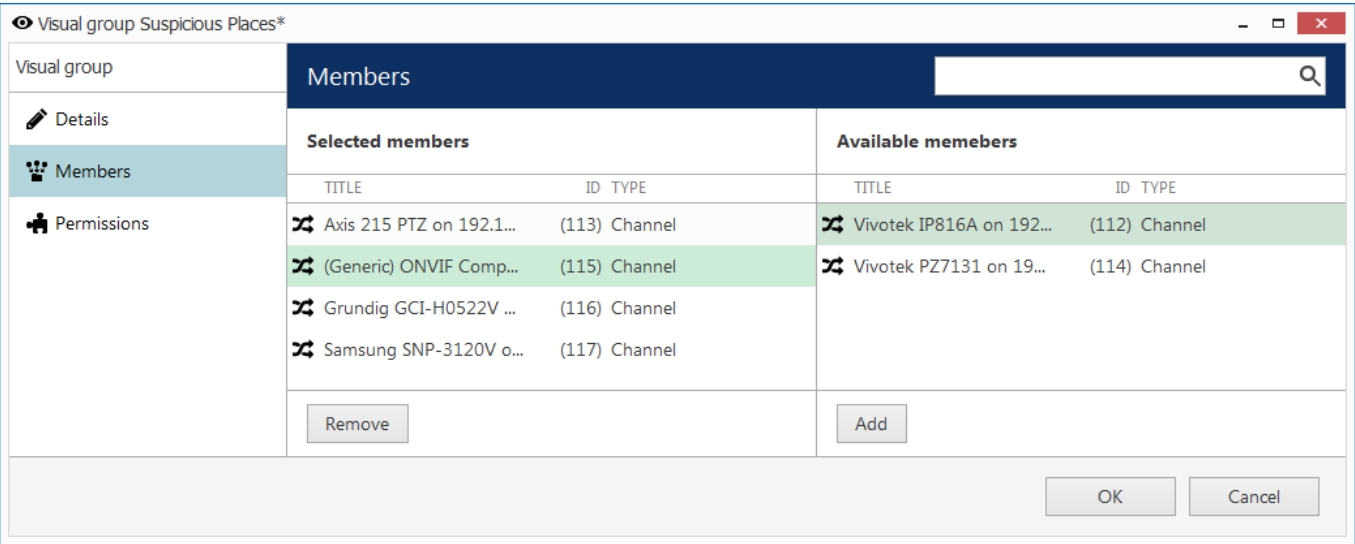 Visual group Suspicious Places*
Visual group
Details
Members
Permissions
Members
Selected members
TITLE ID TYPE
Axis 215 PTZ on 192.1... (113) Channel
(Generic) ONVIF Comp... (115) Channel
Grundig GCI-H0522V ... (116) Channel
Samsung SNP-3120V o... (117) Channel
Remove
Available memebers
TITLE ID TYPE
Vivotek IP816A on 192... (112) Channel
Vivotek PZ7131 on 19... (114) Channel
Add
OK Cancel